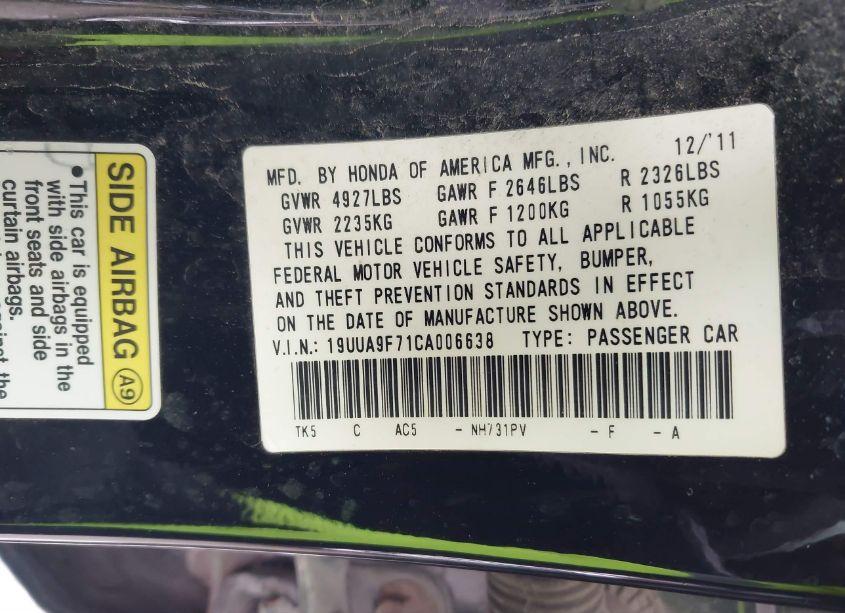 MFD. BY HONDA OF AMERICA MFG., INC. 12/'11
GVWR 4927LBS GAWR F 2646LBS R 2326LBS
GVWR 2235KG GAWR F 1200KG R 1055KG
THIS VEHICLE CONFORMS TO ALL APPLICABLE
FEDERAL MOTOR VEHICLE SAFETY, BUMPER,
AND THEFT PREVENTION STANDARDS IN EFFECT
ON THE DATE OF MANUFACTURE SHOWN ABOVE.
V.I.N.: 19UUA9F71CA006638 TYPE: PASSENGER CAR
TK5 C AC5 - NH731PV - F - A
SIDE AIRBAG A9
•This car is equipped
with side airbags in the
front seats and side
curtain airbags.
the